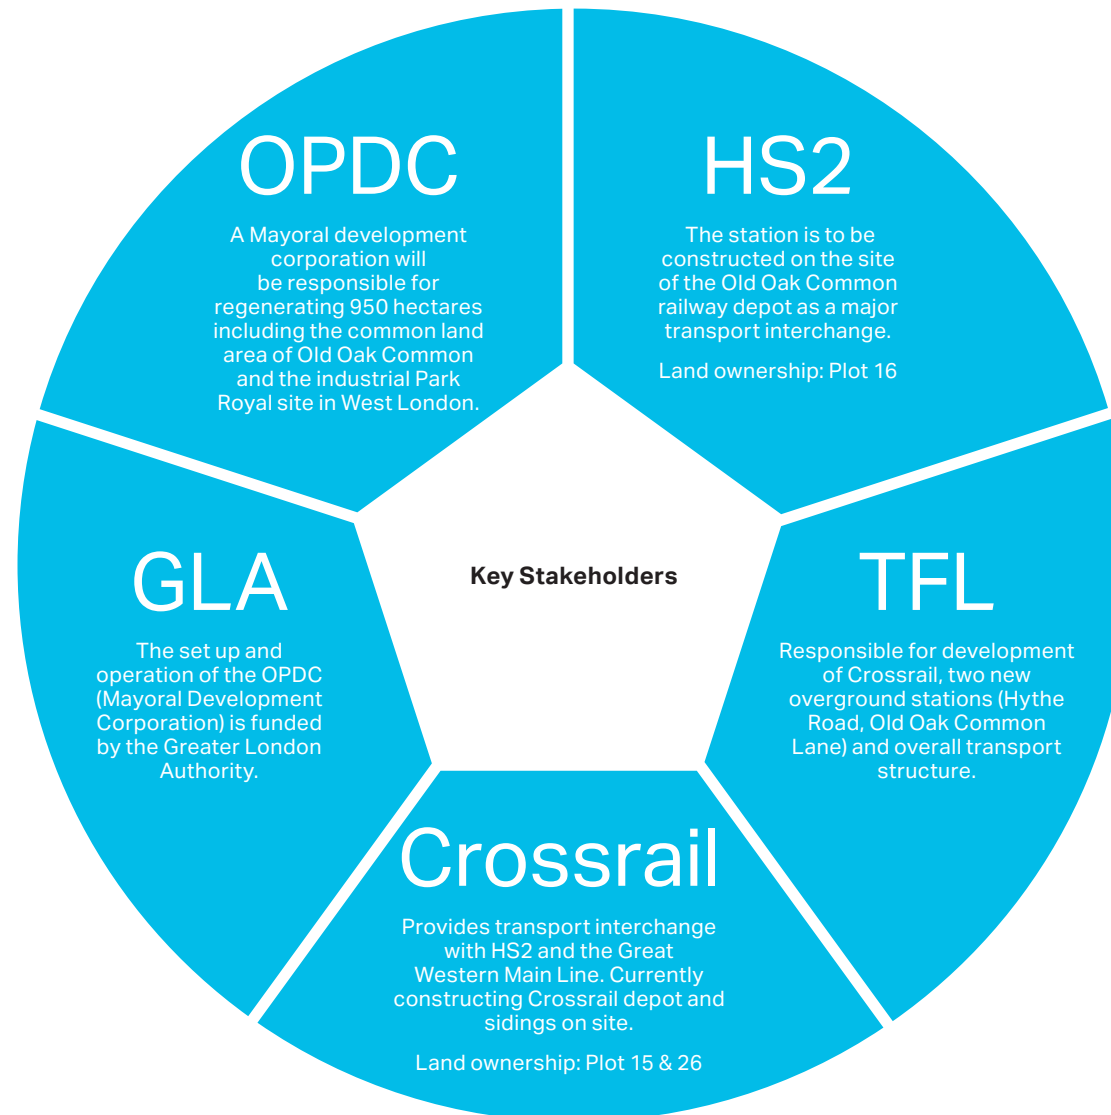 OPDC
A Mayoral development
corporation will
be responsible for
regenerating 950 hectares
including the common land
area of Old Oak Common
and the industrial Park
Royal site in West London.
HS2
The station is to be
constructed on the site
of the Old Oak Common
railway depot as a major
transport interchange.
Land ownership: Plot 16
GLA
The set up and
operation of the OPDC
(Mayoral Development
Corporation) is funded
by the Greater London
Authority.
Key Stakeholders
TFL
Responsible for development
of Crossrail, two new
overground stations (Hythe
Road, Old Oak Common
Lane) and overall transport
structure.
Crossrail
Provides transport interchange
with HS2 and the Great
Western Main Line. Currently
constructing Crossrail depot and
sidings on site.
Land ownership: Plot 15 & 26